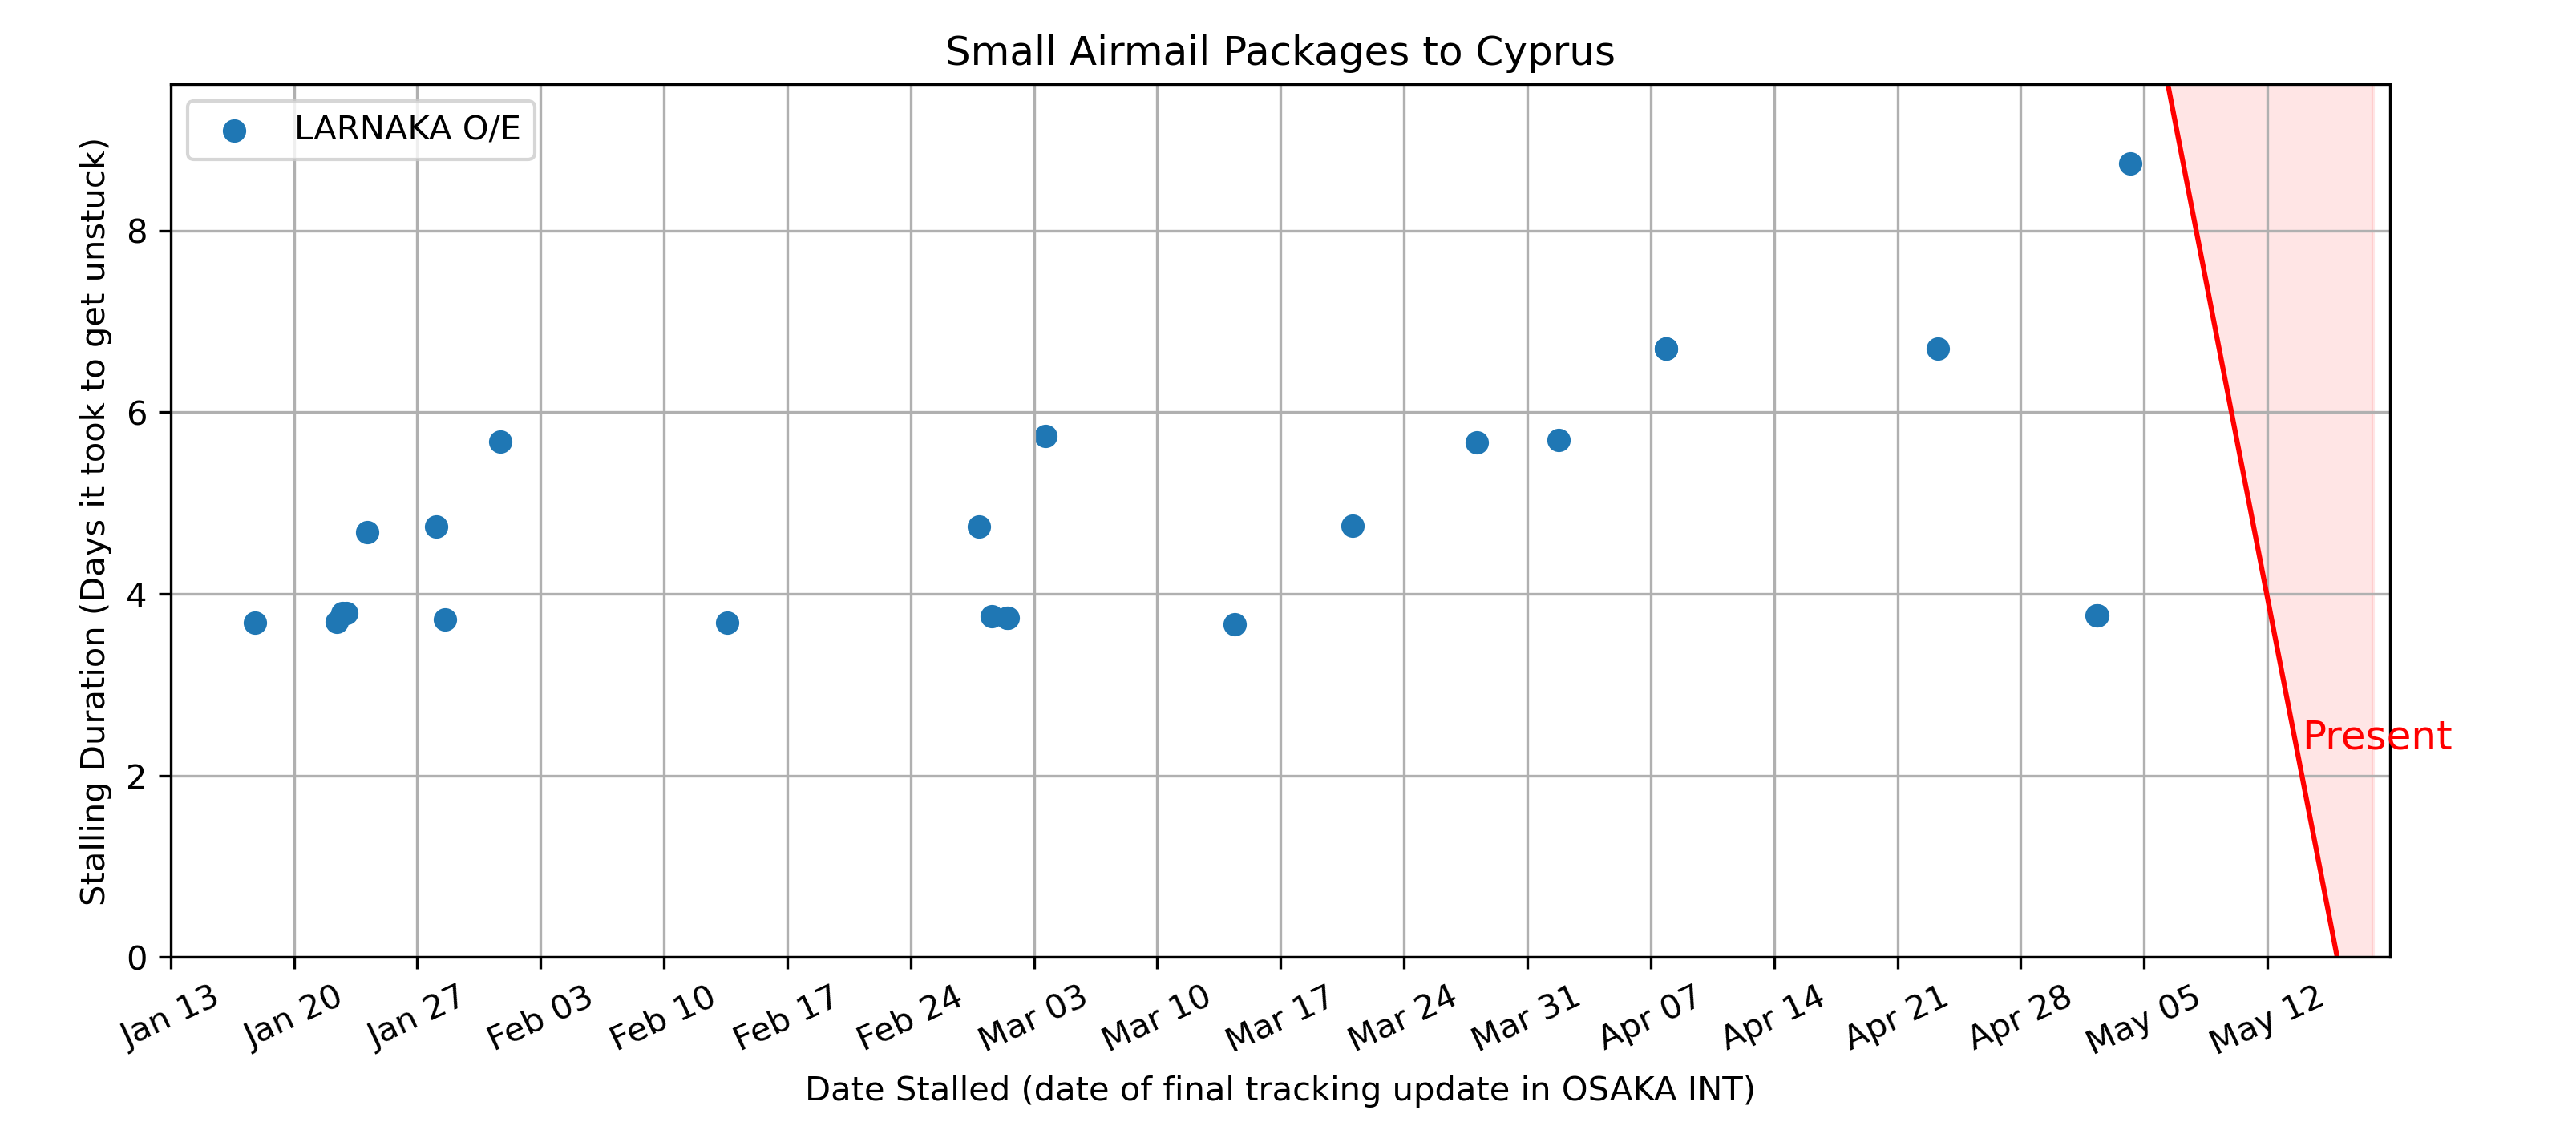 Small Airmail Packages to Cyprus
LARNAKA O/E
Stalling Duration (Days it took to get unstuck)
8
6
4
2
0
Present
Jan 13
Jan 20
Jan 27
Feb 03
Feb 10
Feb 17
Feb 24
Mar 03
Mar 10
Mar 17
Mar 24
Mar 31
Apr 07
Apr 14
Apr 21
Apr 28
May 05
May 12
Date Stalled (date of final tracking update in OSAKA INT)